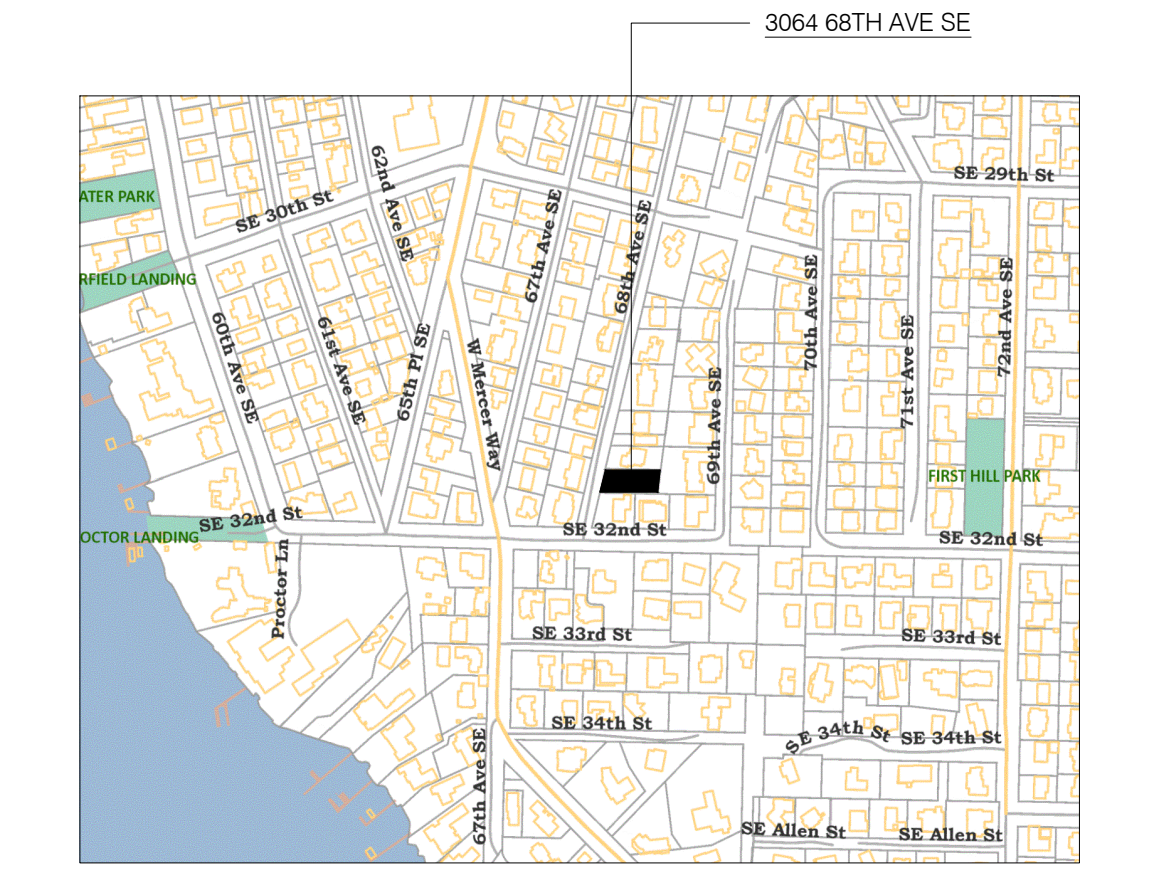 3064 68TH AVE SE
62nd Ave SE
SE 29th St
ATER PARK
SE 30th St
67th Ave SE
68th Ave SE
RFIELD LANDING
70th Ave SE
72nd Ave SE
60th Ave SE
61st Ave SE
65th Pl SE
W Mercer Way
71st Ave SE
69th Ave SE
FIRST HILL PARK
SE 32nd St
SE 32nd St
SE 32nd St
OCTOR LANDING
Proctor Ln
SE 33rd St
SE 33rd St
SE 34th St
SE 34th St
SE 34th St
67th Ave SE
SE Allen St
SE Allen St